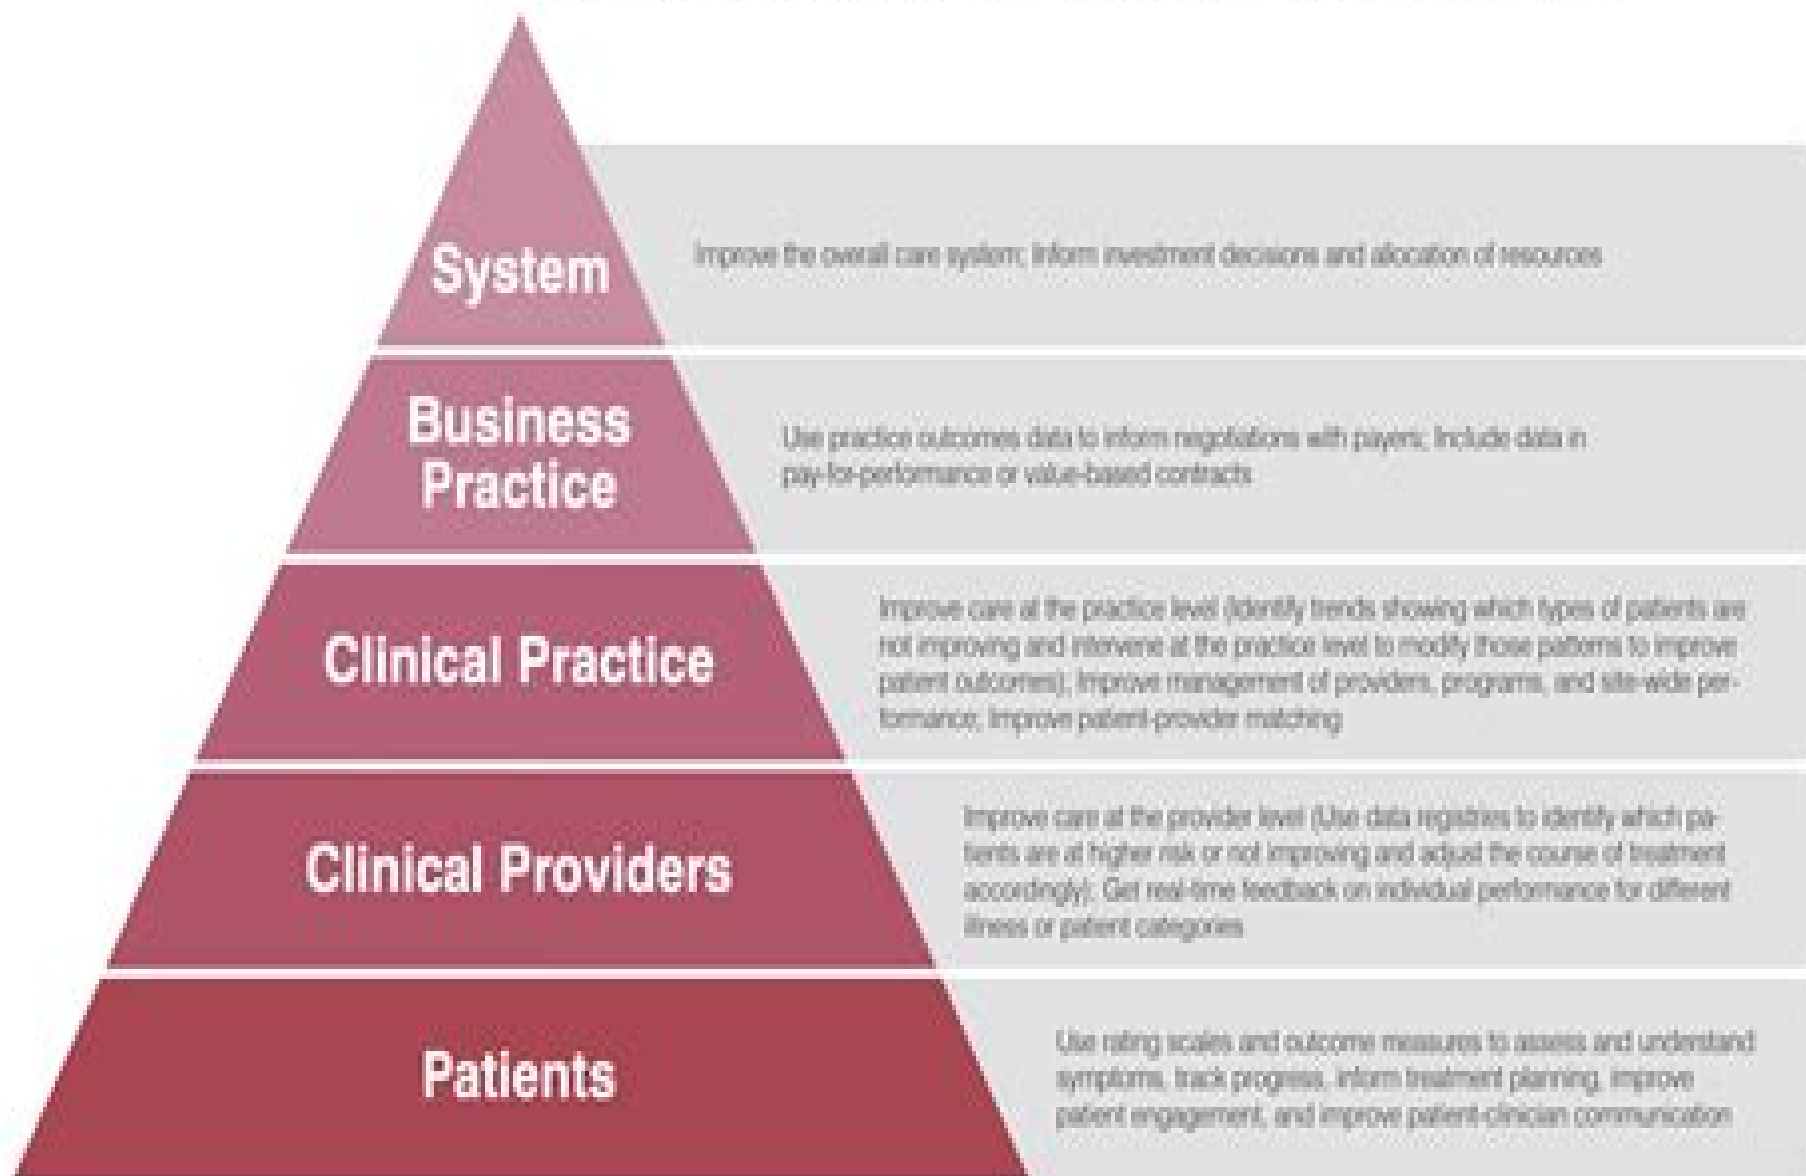 System
Improve the overall care system; Inform investment decisions and allocation of resources
Business
Practice
Use practice outcomes data to inform negotiations with payers; Include data in
pay-for-performance or value-based contracts
Clinical Practice
Improve care at the practice level (Identify trends showing which types of patients are
not improving and intervene at the practice level to modify those patterns to improve
patient outcomes); Improve management of providers, programs, and site-wide per-
formance; Improve patient-provider matching
Clinical Providers
Improve care at the provider level (Use data registries to identify which pa-
tients are at higher risk or not improving and adjust the course of treatment
accordingly); Get real-time feedback on individual performance for different
illness or patient categories
Patients
Use rating scales and outcome measures to assess and understand
symptoms, track progress, inform treatment planning, improve
patient engagement, and improve patient-clinician communication